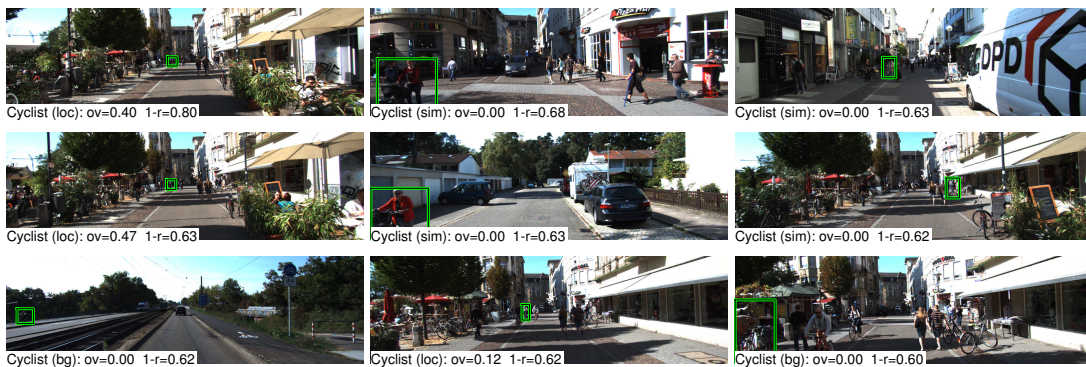 Cyclist (loc): ov=0.40 1-r=0.80
Pizza Hut
Cyclist (sim): ov=0.00 1-r=0.68
DPD
Cyclist (sim): ov=0.00 1-r=0.63
Cyclist (loc): ov=0.47 1-r=0.63
Cyclist (sim): ov=0.00 1-r=0.63
Cyclist (sim): ov=0.00 1-r=0.62
Cyclist (bg): ov=0.00 1-r=0.62
Cyclist (loc): ov=0.12 1-r=0.62
Cyclist (bg): ov=0.00 1-r=0.60